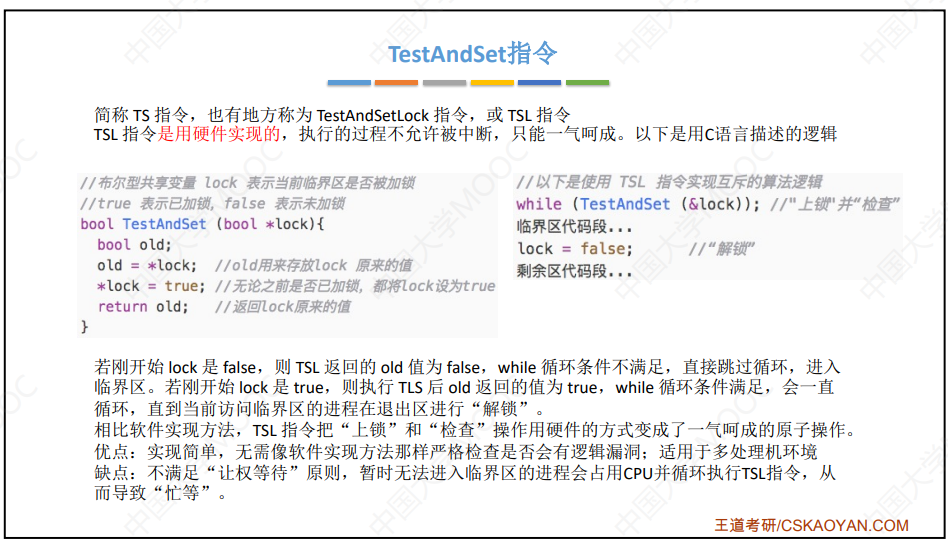 TestAndSet指令
简称 TS 指令，也有地方称为 TestAndSetLock 指令，或 TSL 指令
TSL 指令是用硬件实现的，执行的过程不允许被中断，只能一气呵成。以下是用C语言描述的逻辑
//布尔型共享变量 lock 表示当前临界区是否被加锁
//true 表示已加锁，false 表示未加锁
bool TestAndSet (bool *lock){
bool old;
old = *lock; //old用来存放lock 原来的值
*lock = true; //无论之前是否已加锁，都将lock设为true
return old; //返回lock原来的值
}
//以下是使用 TSL 指令实现互斥的算法逻辑
while (TestAndSet (&lock)); //"上锁"并“检查”
临界区代码段...
lock = false; //“解锁”
剩余区代码段...
若刚开始 lock 是 false，则 TSL 返回的 old 值为 false，while 循环条件不满足，直接跳过循环，进入
临界区。若刚开始 lock 是 true，则执行 TLS 后 old 返回的值为 true，while 循环条件满足，会一直
循环，直到当前访问临界区的进程在退出区进行“解锁”。
相比软件实现方法，TSL 指令把“上锁”和“检查”操作用硬件的方式变成了一气呵成的原子操作。
优点：实现简单，无需像软件实现方法那样严格检查是否会有逻辑漏洞；适用于多处理机环境
缺点：不满足“让权等待”原则，暂时无法进入临界区的进程会占用CPU并循环执行TSL指令，从
而导致“忙等”。
王道考研/CSKAOYAN.COM
中国大学MOOC